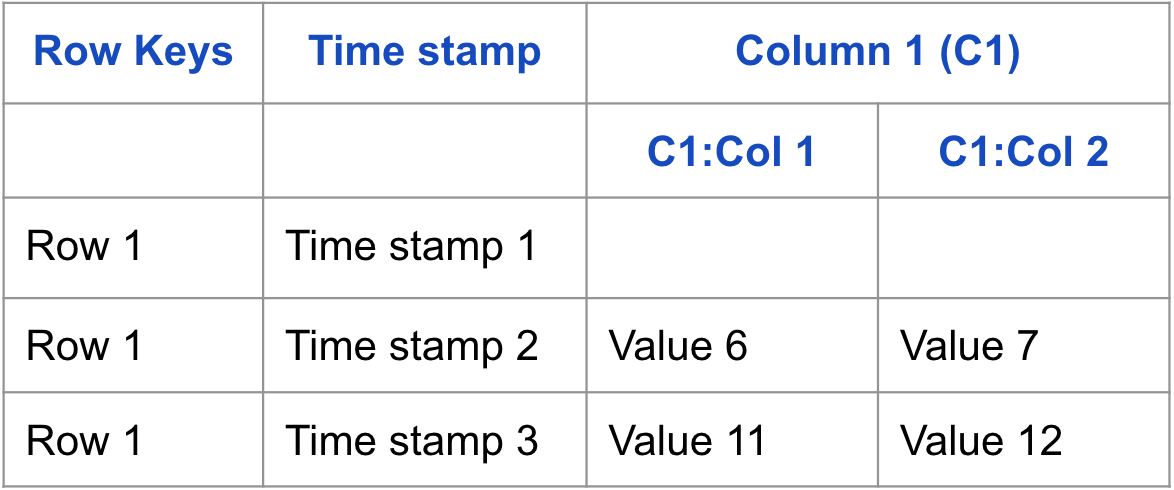 Row Keys Time stamp Column 1 (C1)
C1:Col 1 C1:Col 2
Row 1 Time stamp 1
Row 1 Time stamp 2 Value 6 Value 7
Row 1 Time stamp 3 Value 11 Value 12